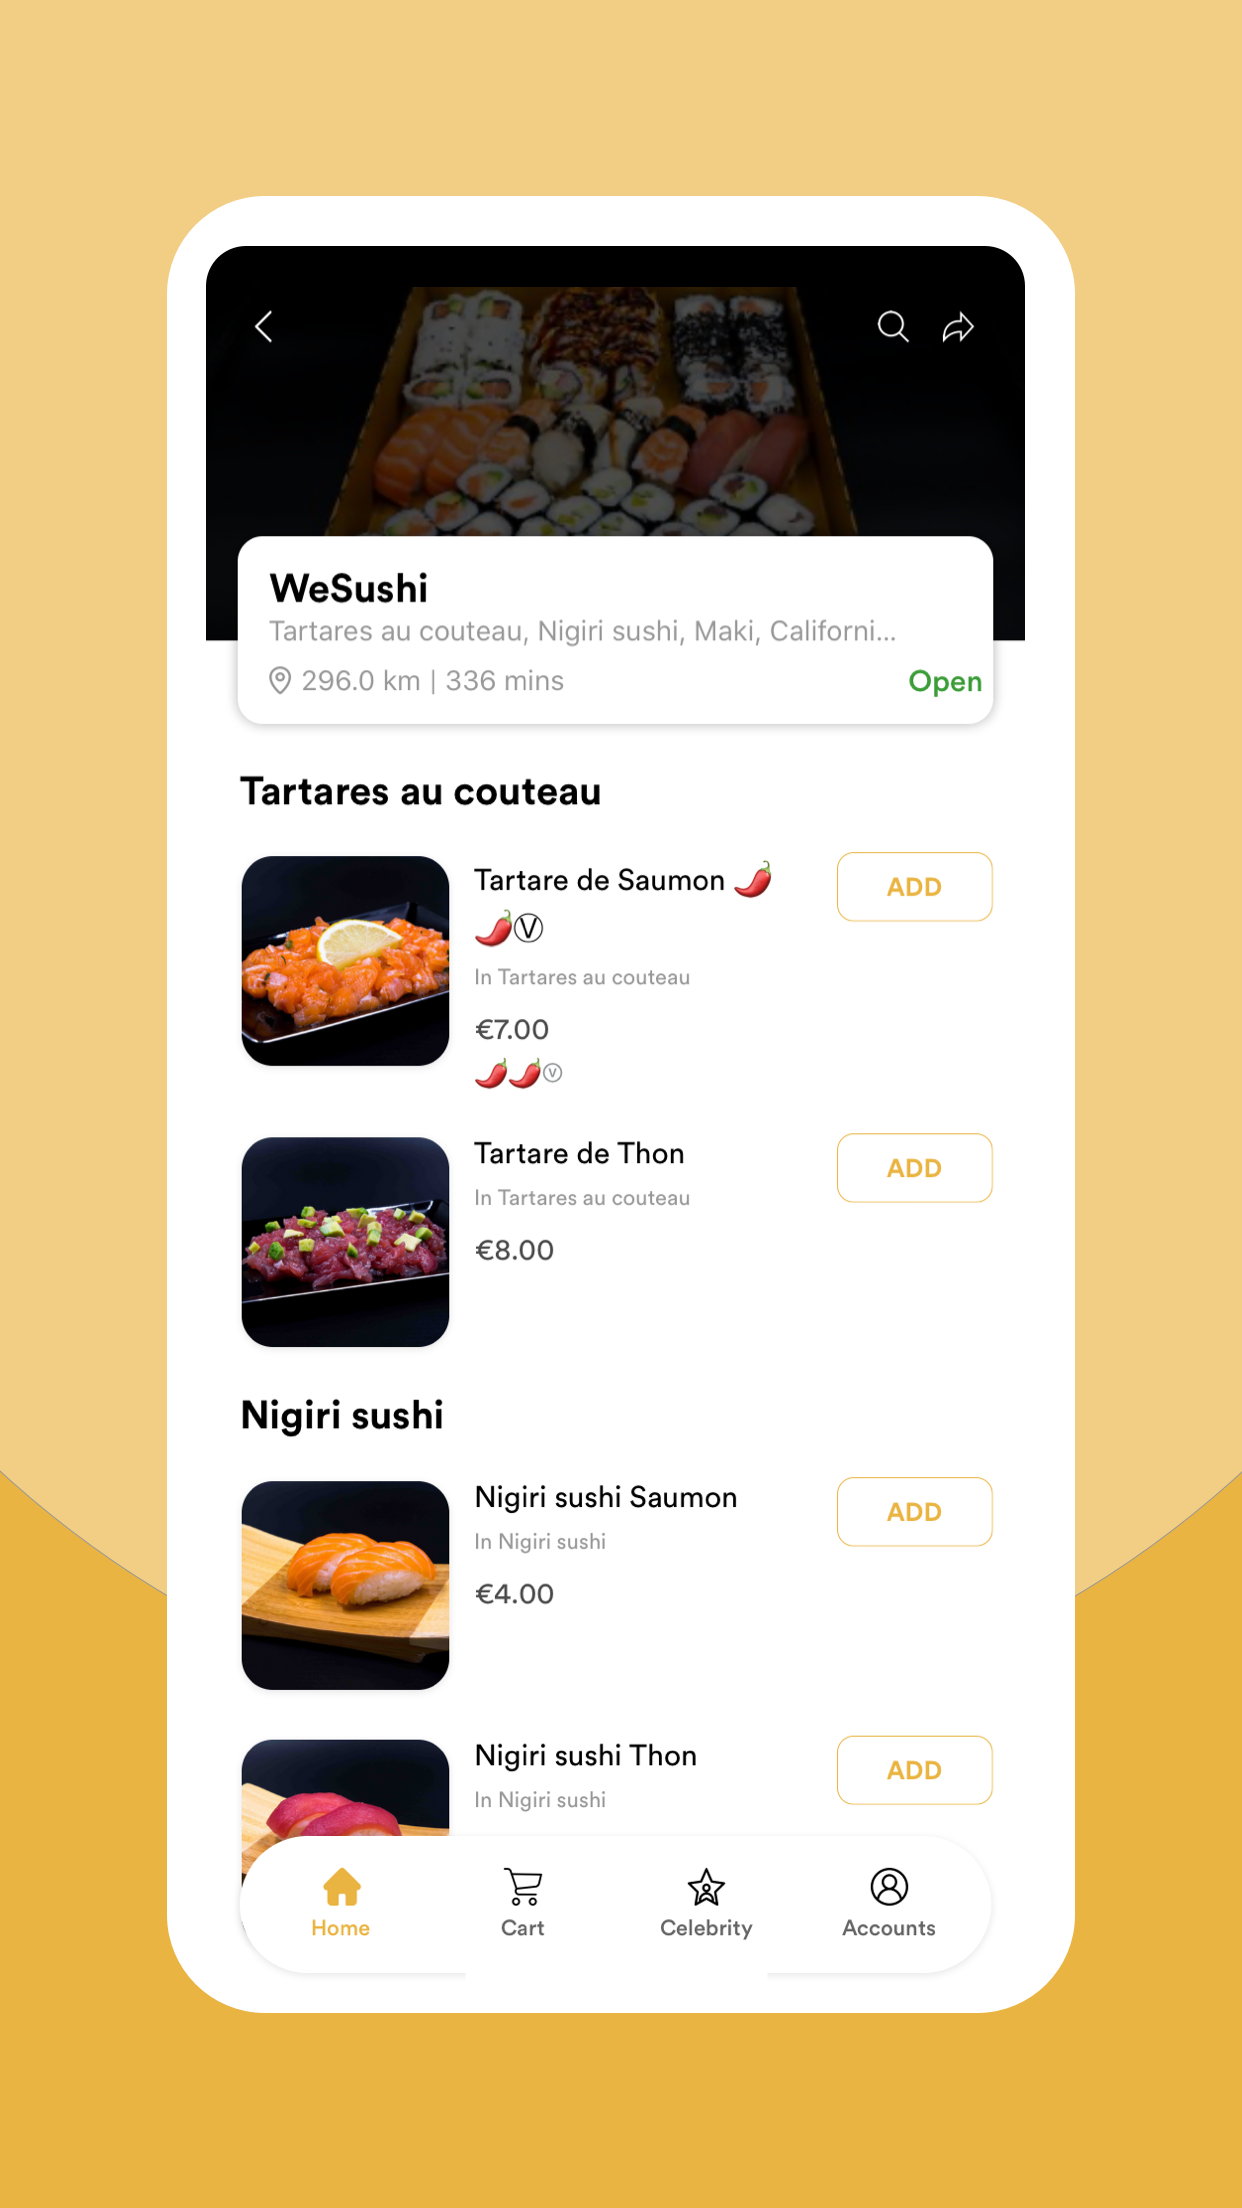 WeSushi
Tartares au couteau, Nigiri sushi, Maki, Californi...
296.0 km | 336 mins
Open
Tartares au couteau
Tartare de Saumon 🌶️
🌶️Ⓥ
ADD
In Tartares au couteau
€7.00
🌶️🌶️Ⓥ
Tartare de Thon
ADD
In Tartares au couteau
€8.00
Nigiri sushi
Nigiri sushi Saumon
ADD
In Nigiri sushi
€4.00
Nigiri sushi Thon
ADD
In Nigiri sushi
Home
Cart
Celebrity
Accounts